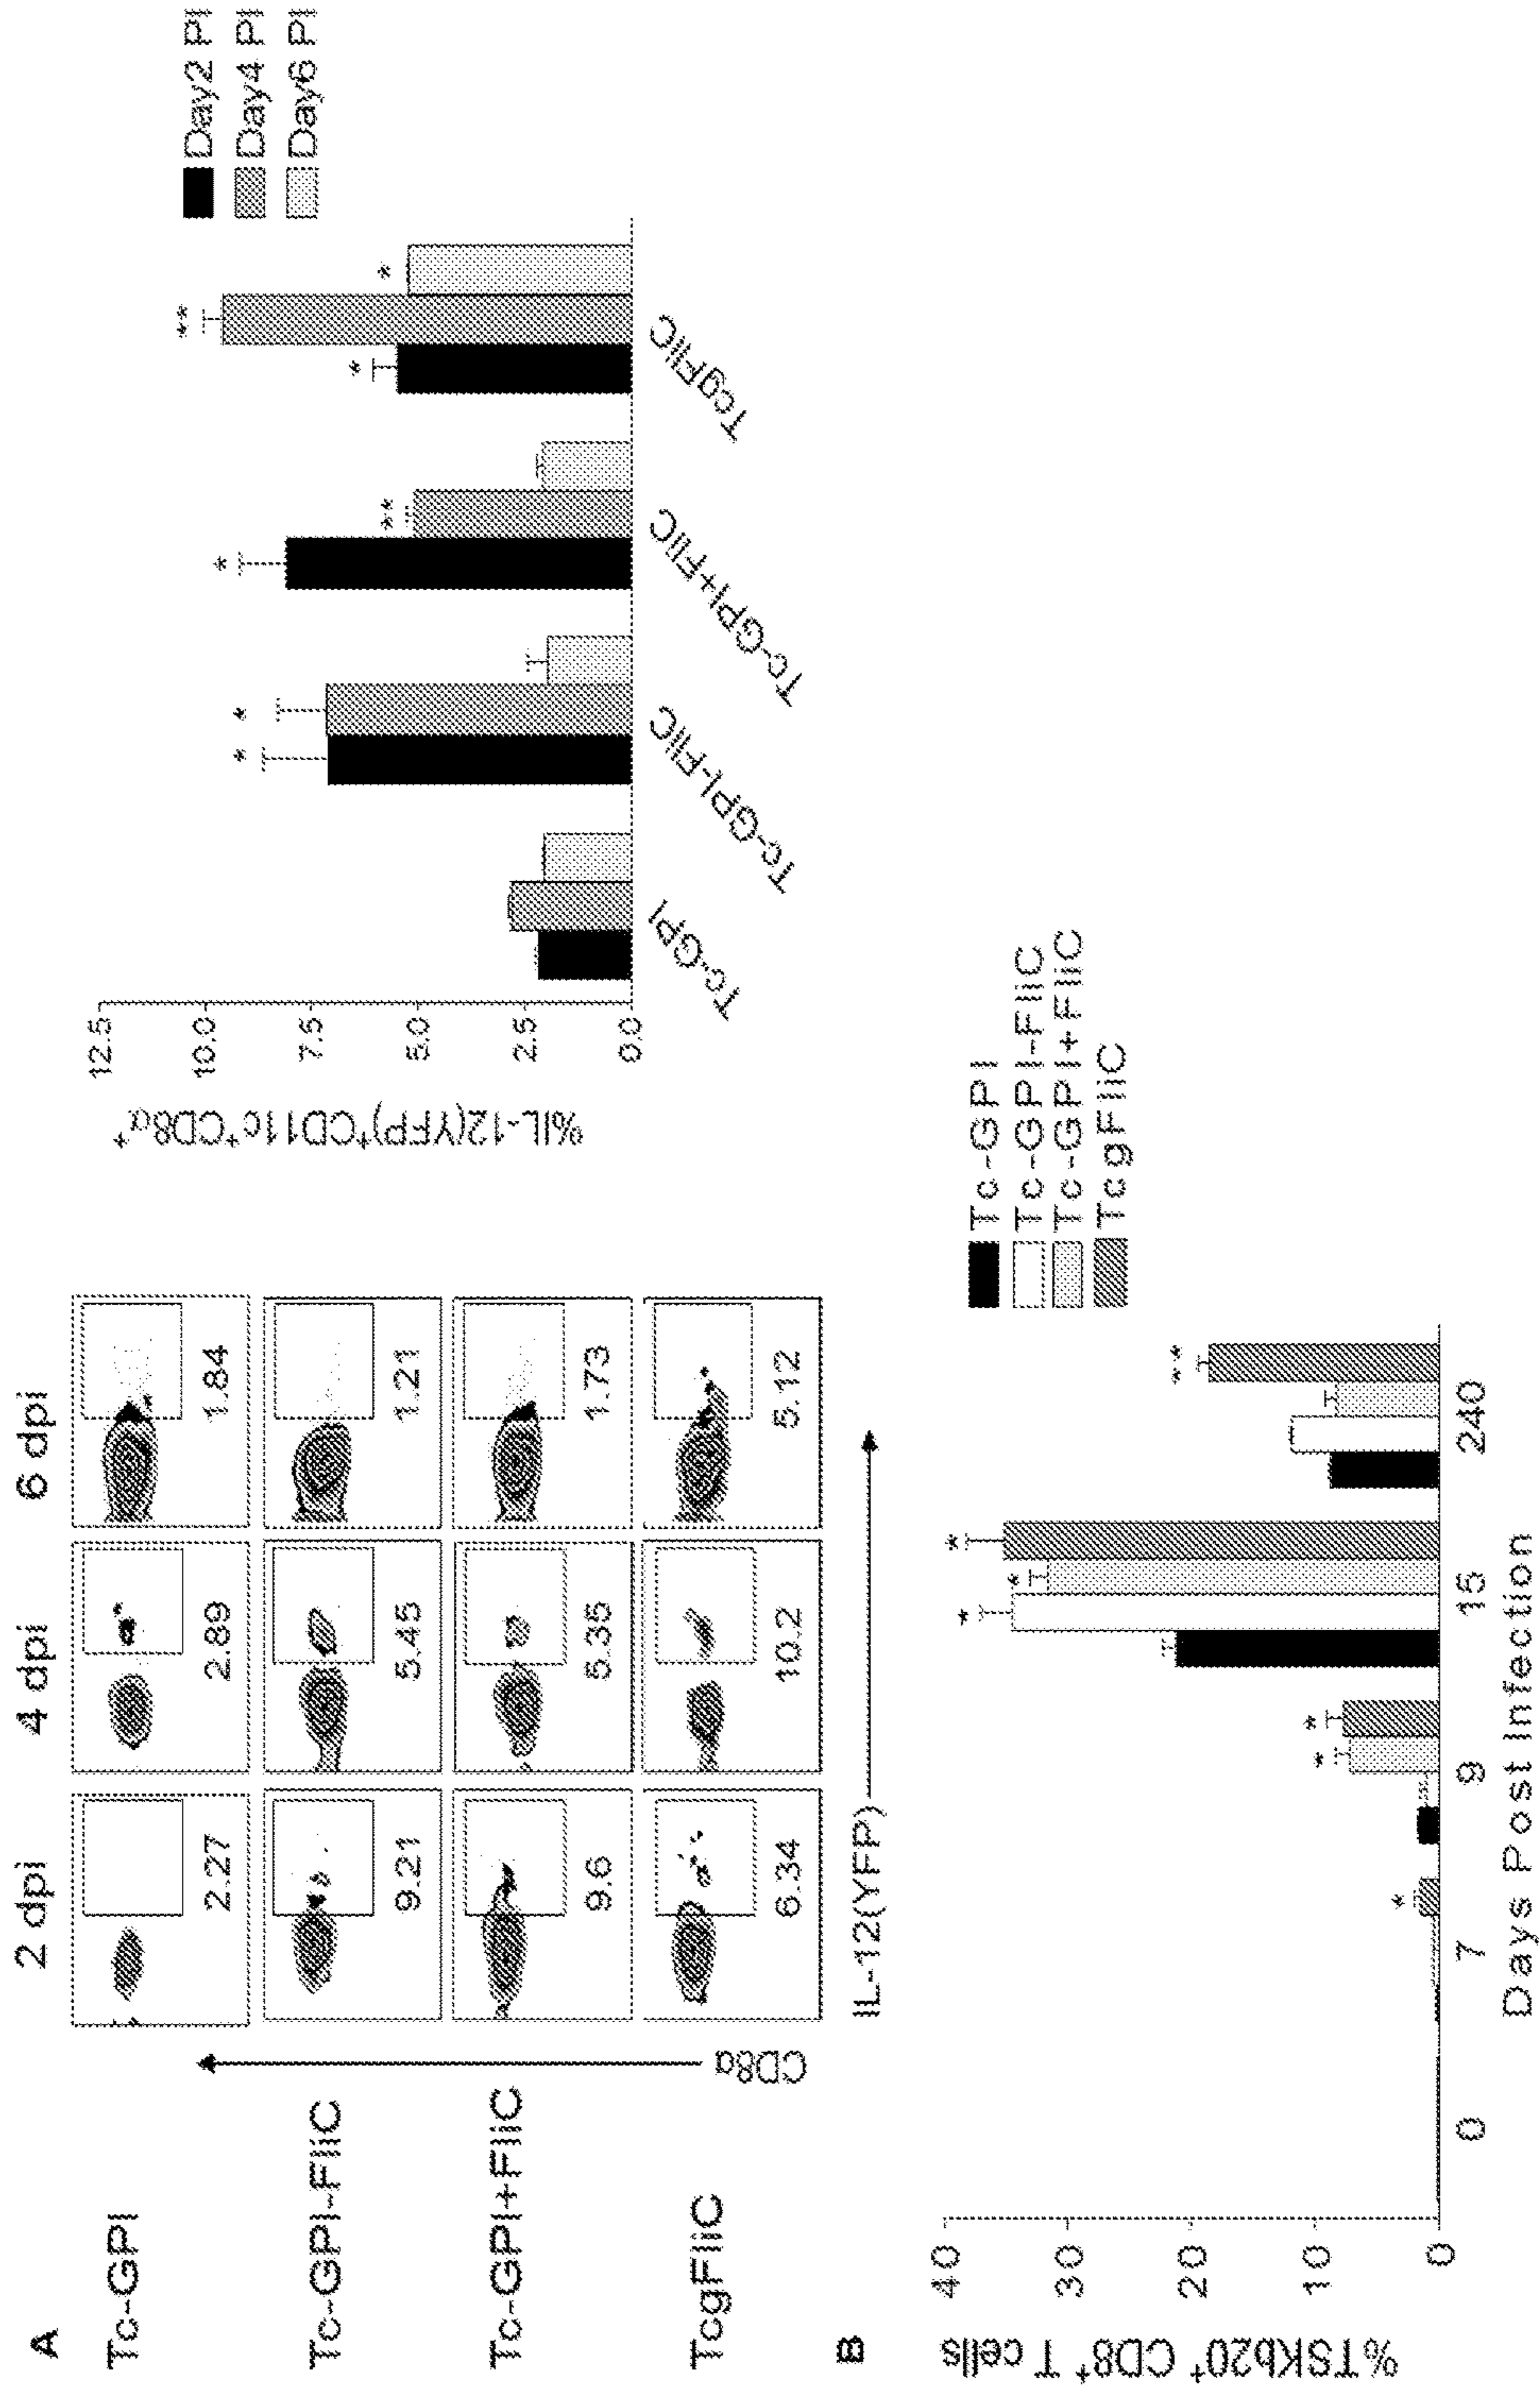 A
2 dpi 4 dpi 6 dpi
Tc-GPI
2.27 2.89 1.84
Tc-GPI-FliC
9.21 5.45 1.21
Tc-GPI+FliC
9.6 5.35 1.73
TcgFliC
6.34 10.2 5.12
CD8α
IL-12(YFP)
%IL-12(YFP)⁺CD11c⁺CD8α⁺
12.5
10.0
7.5
5.0
2.5
0.0
* * * ** * ** *
Tc-GPI Tc-GPI-FliC Tc-GPI+FliC TcgFliC
Day2 PI
Day4 PI
Day6 PI
B
%TSKb20⁺ CD8⁺ T cells
40
30
20
10
0
* * * * * * **
0 7 9 15 240
Days Post Infection
Tc-GPI
Tc-GPI-FliC
Tc-GPI+FliC
TcgFliC